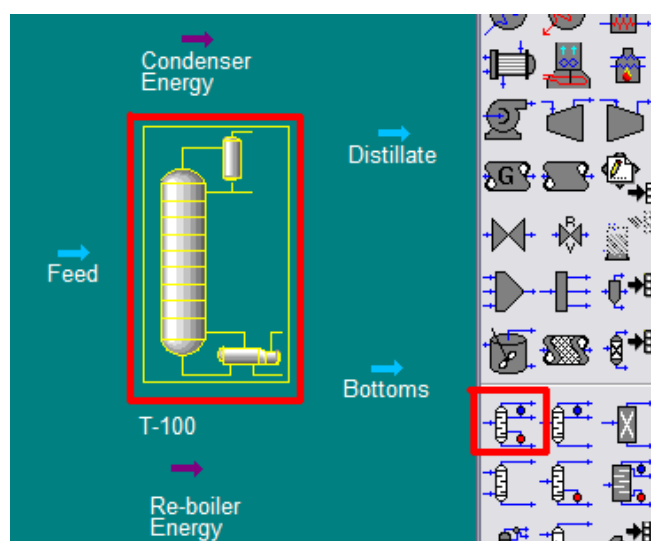 Condenser
Energy
Distillate
Feed
Bottoms
T-100
Re-boiler
Energy
G
R
V